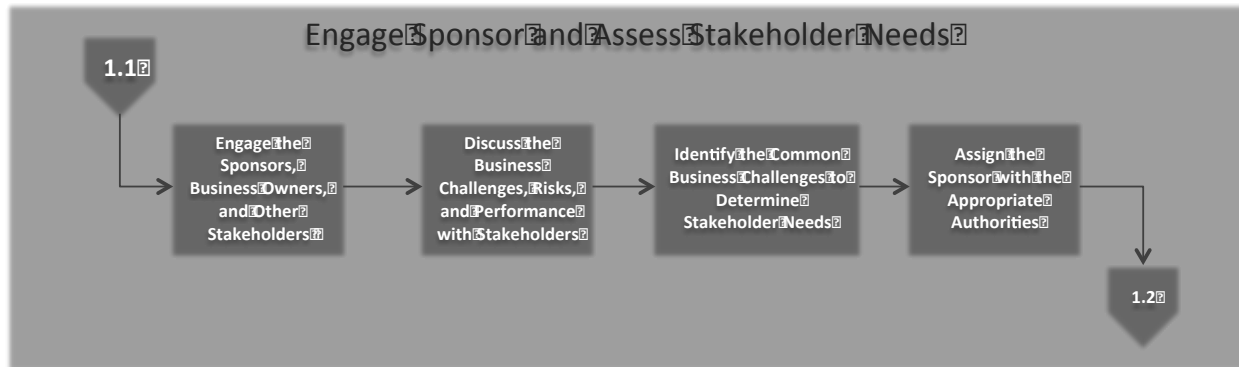 Engage Sponsor and Assess Stakeholder Needs
1.1
Engage the
Sponsors,
Business Owners,
and Other
Stakeholders
Discuss the
Business
Challenges, Risks,
and Performance
with Stakeholders
Identify the Common
Business Challenges to
Determine
Stakeholder Needs
Assign the
Sponsor with the
Appropriate
Authorities
1.2